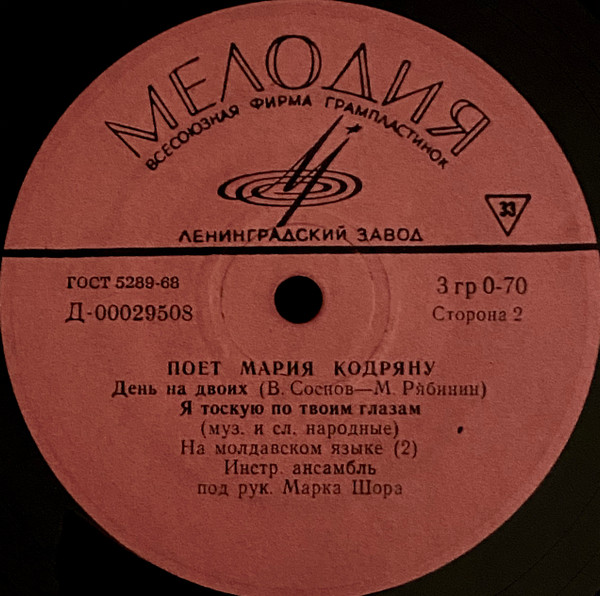 МЕЛОДИЯ
ВСЕСОЮЗНАЯ ФИРМА ГРАМПЛАСТИНОК
33
ЛЕНИНГРАДСКИЙ ЗАВОД
ГОСТ 5289-68
3 гр 0-70
Д-00029508
Сторона 2
ПОЕТ МАРИЯ КОДРЯНУ
День на двоих (В. Соснов—М. Рябинин)
Я тоскую по твоим глазам
(муз. и сл. народные)
На молдавском языке (2)
Инстр. ансамбль
под рук. Марка Шора